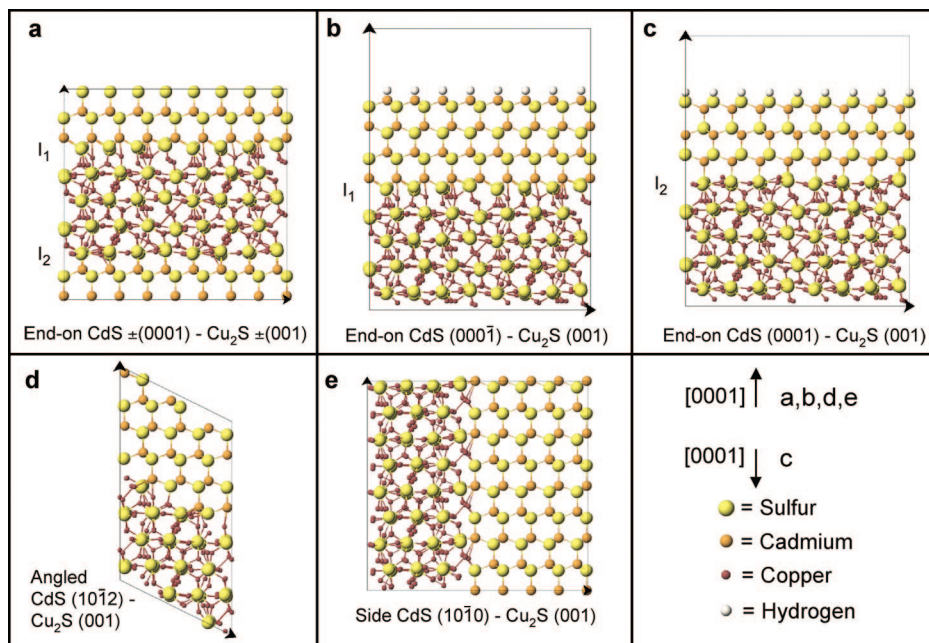 a
I₁
I₂
End-on CdS ±(0001) - Cu₂S ±(001)
b
I₁
End-on CdS (0001̄) - Cu₂S (001)
c
I₂
End-on CdS (0001) - Cu₂S (001)
d
Angled
CdS (101̄2) -
Cu₂S (001)
e
Side CdS (101̄0) - Cu₂S (001)
[0001] a,b,d,e
[0001] c
= Sulfur
= Cadmium
= Copper
= Hydrogen